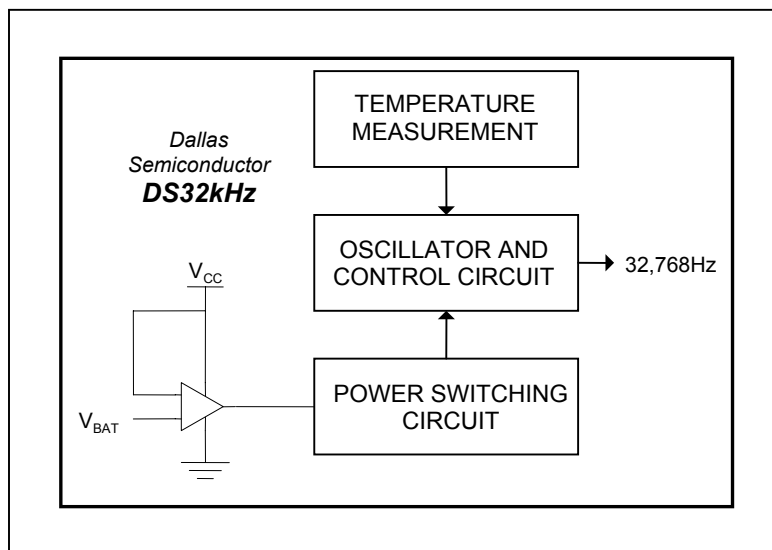 TEMPERATURE
MEASUREMENT
Dallas
Semiconductor
DS32kHz
OSCILLATOR AND
CONTROL CIRCUIT
32,768Hz
VCC
POWER SWITCHING
CIRCUIT
VBAT